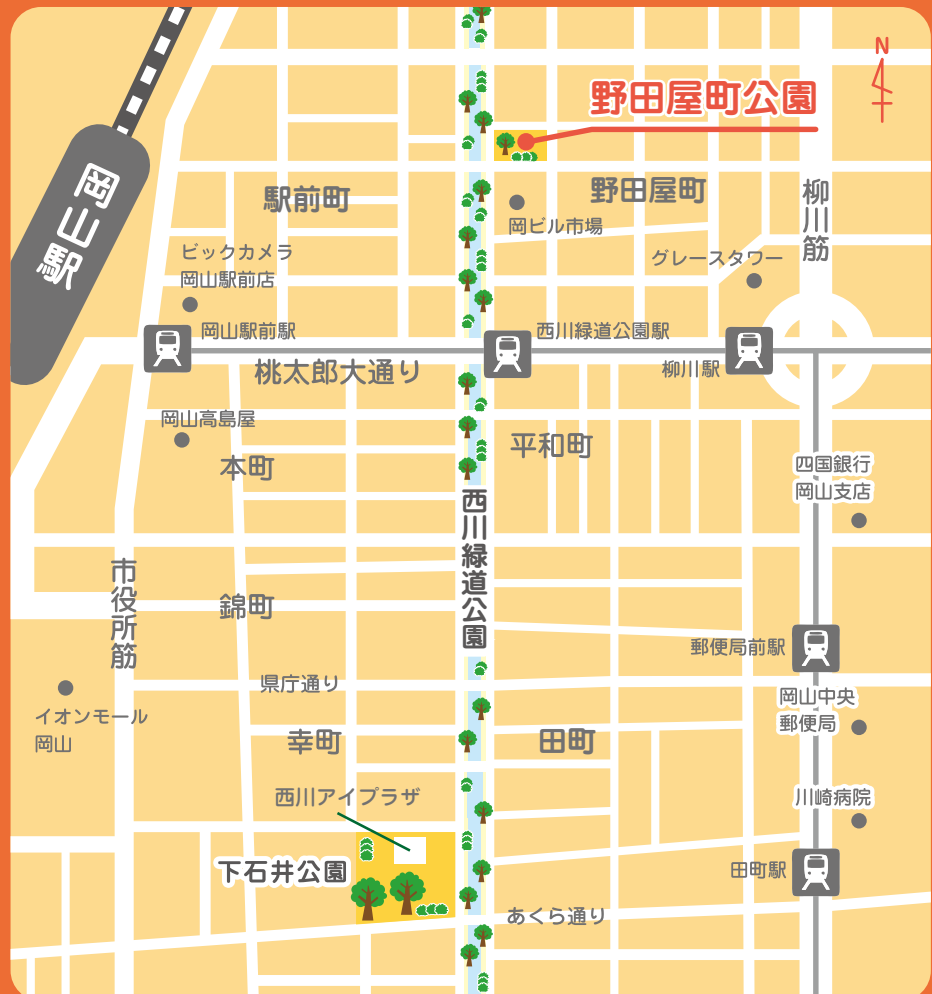 N
野田屋町公園
岡山駅
駅前町
野田屋町
柳川筋
岡ビル市場
ビックカメラ
岡山駅前店
グレースタワー
岡山駅前駅
西川緑道公園駅
柳川駅
桃太郎大通り
岡山高島屋
本町
平和町
四国銀行
岡山支店
西川緑道公園
市役所筋
錦町
郵便局前駅
県庁通り
岡山中央
郵便局
イオンモール
岡山
幸町
田町
西川アイプラザ
川崎病院
下石井公園
田町駅
あくら通り